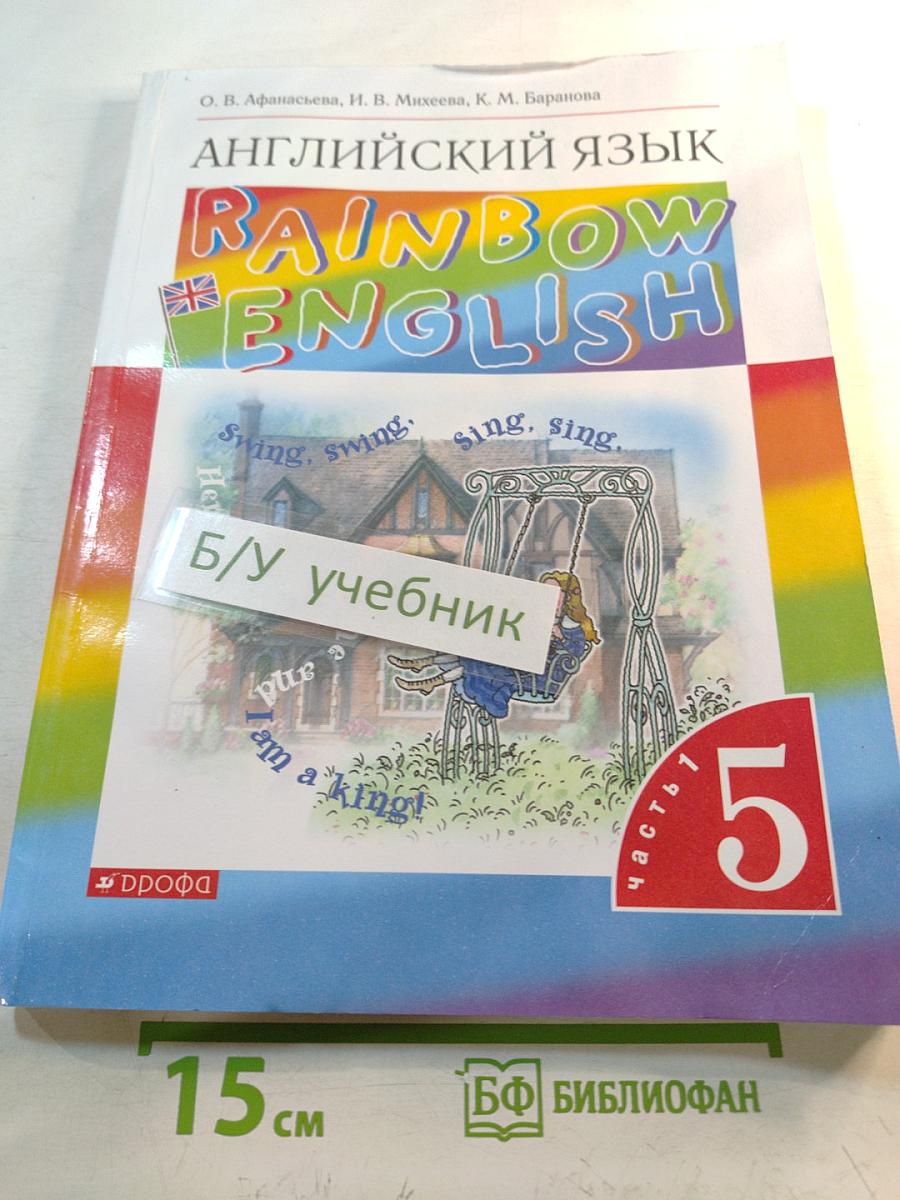 О. В. Афанасьева, И. В. Михеева, К. М. Баранова
АНГЛИЙСКИЙ ЯЗЫК
RAINBOW
ENGLISH
swing, swing,
sing, sing,
Б/У учебник
and
I am a king!
часть 1
5
дрофа
15 см
БФ БИБЛИОФАН